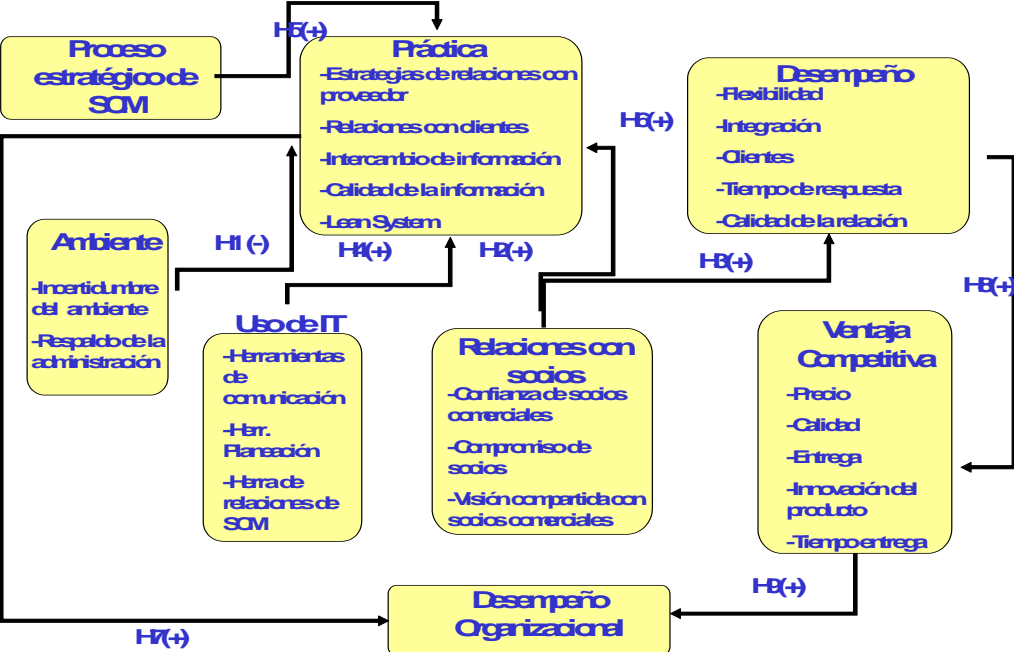 H5(+)
Proceso
estratégico de
SCM
Práctica
-Estrategias de relaciones con
proveedor
-Relaciones con clientes
-Intercambio de información
-Calidad de la información
-Lean System
Desempeño
-Flexibilidad
-Integración
-Clientes
-Tiempo de respuesta
-Calidad de la relación
H6(+)
Ambiente
-Incertidumbre
del ambiente
-Respaldo de la
administración
H1 (-)
H4(+)
H2(+)
H3(+)
H8(+)
Uso de IT
-Herramientas
de
comunicación
-Herr.
Planeación
-Herra de
relaciones de
SCM
Relaciones con
socios
-Confianza de socios
comerciales
-Compromiso de
socios
-Visión compartida con
socios comerciales
Ventaja
Competitiva
-Precio
-Calidad
-Entrega
-Innovación del
producto
-Tiempo entrega
H9(+)
Desempeño
Organizacional
H7(+)